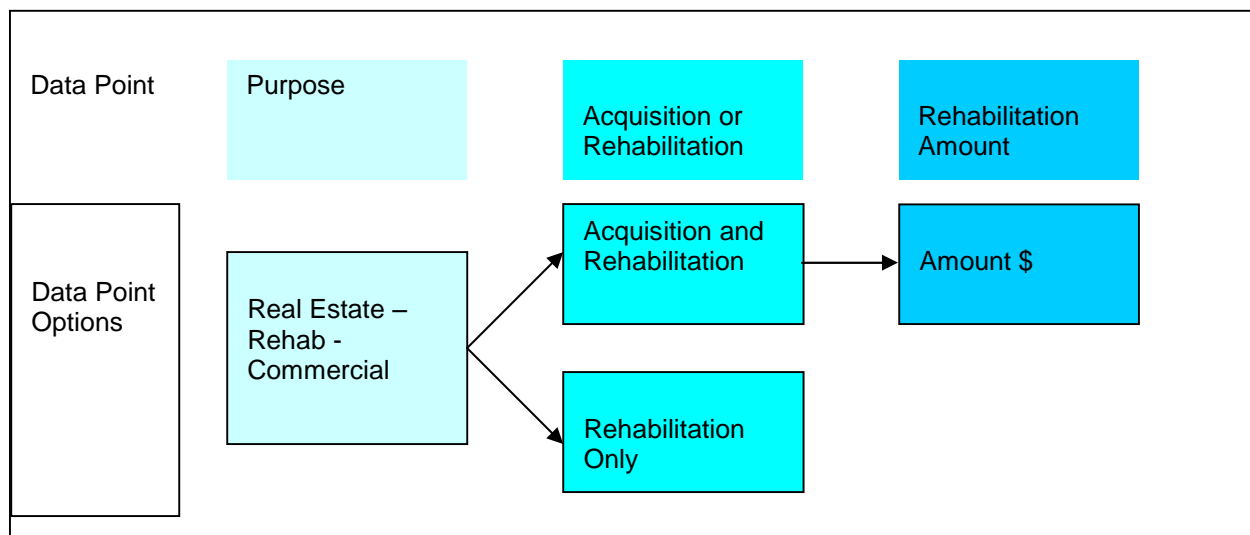 Data Point
Purpose
Acquisition or
Rehabilitation
Rehabilitation
Amount
Data Point
Options
Real Estate –
Rehab -
Commercial
Acquisition and
Rehabilitation
Amount $
Rehabilitation
Only